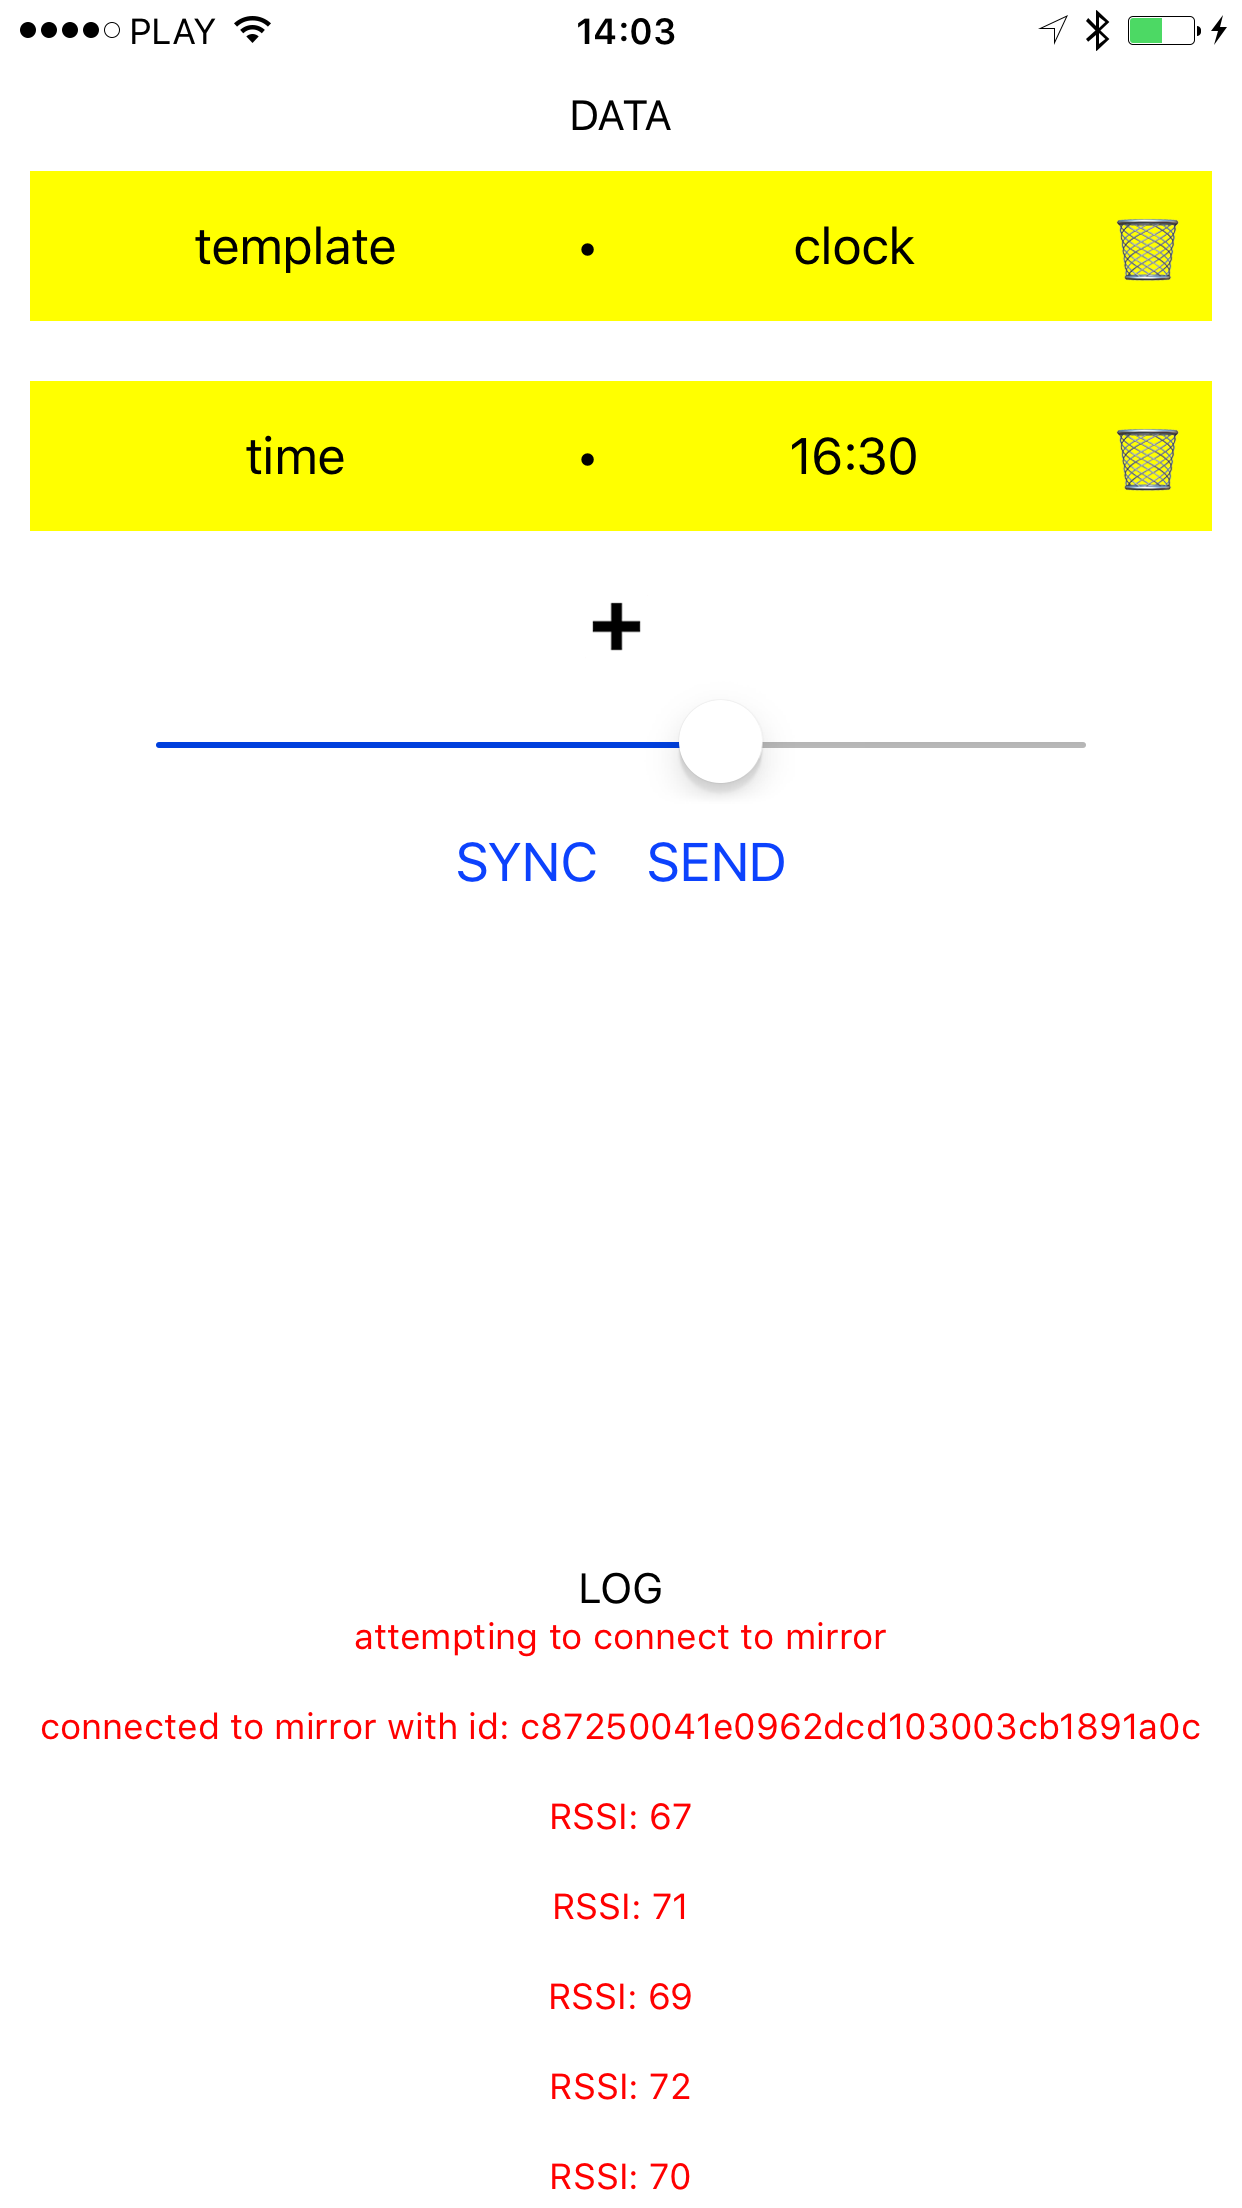 PLAY 14:03
DATA
template • clock
time • 16:30
+
SYNC SEND
LOG
attempting to connect to mirror
connected to mirror with id: c87250041e0962dcd103003cb1891a0c
RSSI: 67
RSSI: 71
RSSI: 69
RSSI: 72
RSSI: 70